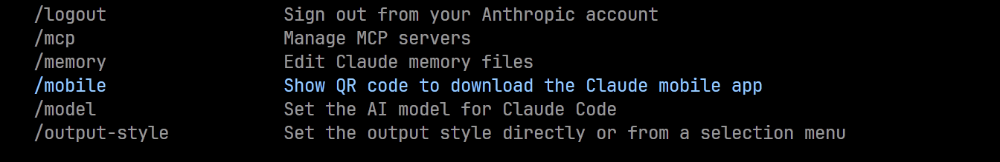 /logout Sign out from your Anthropic account
/mcp Manage MCP servers
/memory Edit Claude memory files
/mobile Show QR code to download the Claude mobile app
/model Set the AI model for Claude Code
/output-style Set the output style directly or from a selection menu